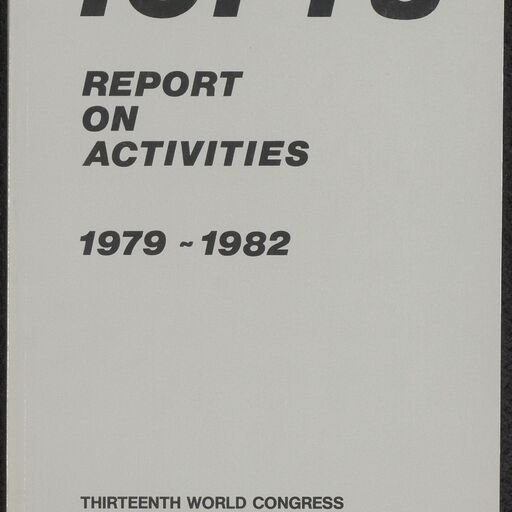 REPORT
ON
ACTIVITIES
1979 ~ 1982
THIRTEENTH WORLD CONGRESS